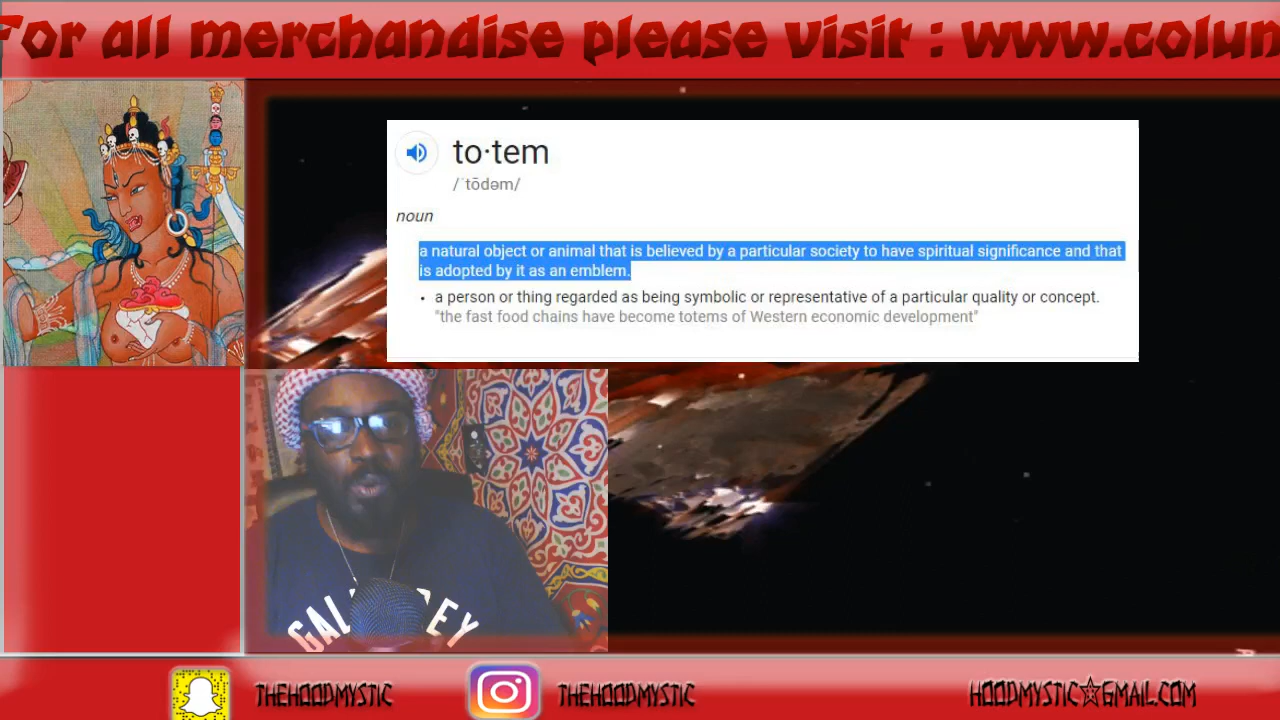 For all merchandise please visit : www.colum
to·tem
/ˈtōdəm/
noun
a natural object or animal that is believed by a particular society to have spiritual significance and that
is adopted by it as an emblem.
• a person or thing regarded as being symbolic or representative of a particular quality or concept.
"the fast food chains have become totems of Western economic development"
GAL EY
THEHOODMYSTIC
THEHOODMYSTIC
HOODMYSTIC☆GMAIL.COM